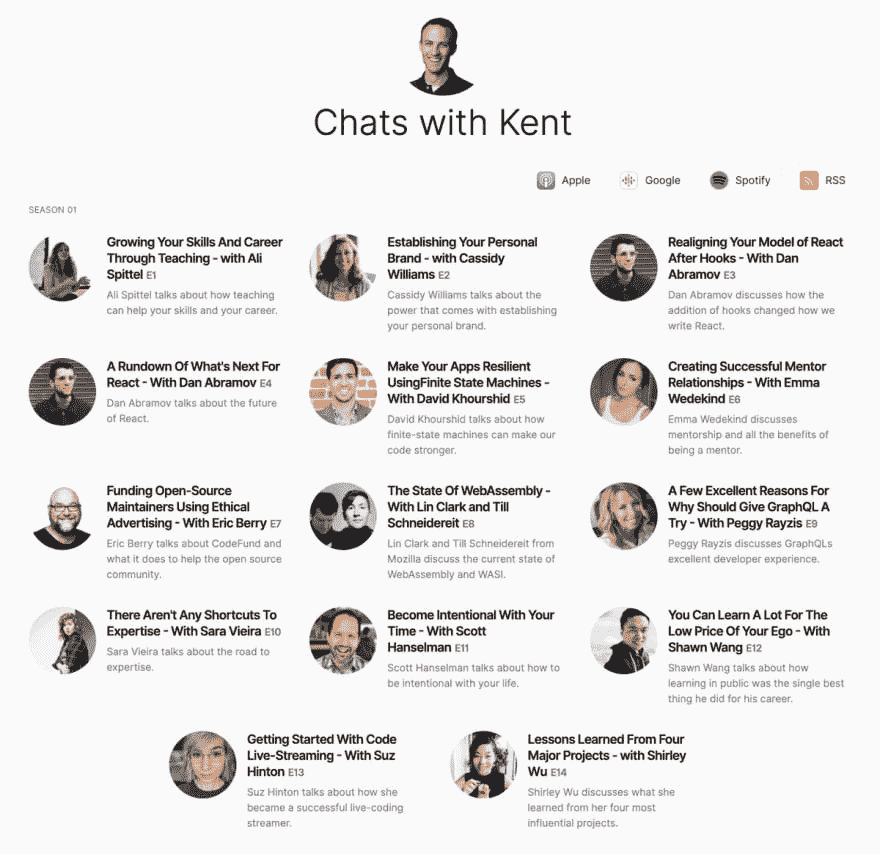 Chats with Kent
Apple
Google
Spotify
RSS
SEASON 01
Growing Your Skills And Career
Through Teaching - with Ali
Spittel E1
Ali Spittel talks about how teaching
can help your skills and your career.
Establishing Your Personal
Brand - with Cassidy
Williams E2
Cassidy Williams talks about the
power that comes with establishing
your personal brand.
Realigning Your Model of React
After Hooks - With Dan
Abramov E3
Dan Abramov discusses how the
addition of hooks changed how we
write React.
A Rundown Of What's Next For
React - With Dan Abramov E4
Dan Abramov talks about the future
of React.
Make Your Apps Resilient
UsingFinite State Machines -
With David Khourshid E5
David Khourshid talks about how
finite-state machines can make our
code stronger.
Creating Successful Mentor
Relationships - With Emma
Wedekind E6
Emma Wedekind discusses
mentorship and all the benefits of
being a mentor.
Funding Open-Source
Maintainers Using Ethical
Advertising - With Eric Berry E7
Eric Berry talks about CodeFund and
what it does to help the open source
community.
The State Of WebAssembly -
With Lin Clark and Till
Schneidereit E8
Lin Clark and Till Schneidereit from
Mozilla discuss the current state of
WebAssembly and WASI.
A Few Excellent Reasons For
Why Should Give GraphQL A
Try - With Peggy Rayzis E9
Peggy Rayzis discusses GraphQLs
excellent developer experience.
There Aren't Any Shortcuts To
Expertise - With Sara Vieira E10
Sara Vieira talks about the road to
expertise.
Become Intentional With Your
Time - With Scott
Hanselman E11
Scott Hanselman talks about how to
be intentional with your life.
You Can Learn A Lot For The
Low Price Of Your Ego - With
Shawn Wang E12
Shawn Wang talks about how
learning in public was the single best
thing he did for his career.
Getting Started With Code
Live-Streaming - With Suz
Hinton E13
Suz Hinton talks about how she
became a successful live-coding
streamer.
Lessons Learned From Four
Major Projects - with Shirley
Wu E14
Shirley Wu discusses what she
learned from her four most
influential projects.